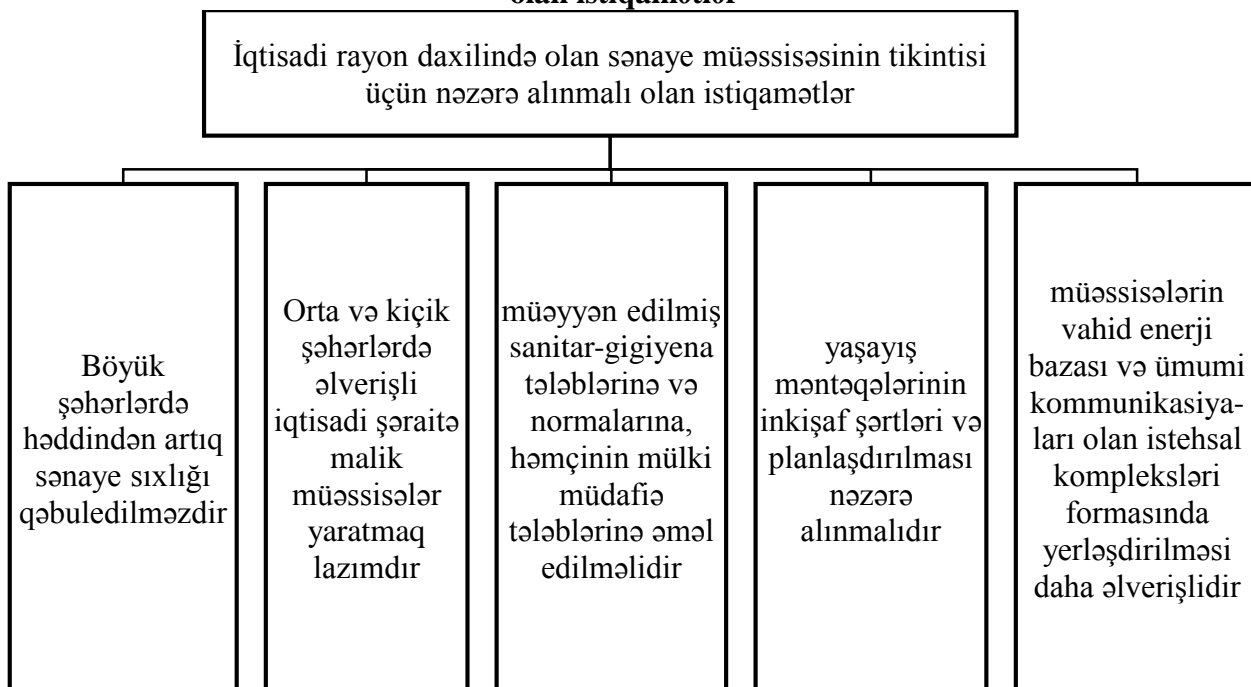 olan istiqamətlər
İqtisadi rayon daxilində olan sənaye müəssisəsinin tikintisi
üçün nəzərə alınmalı olan istiqamətlər
Böyük
şəhərlərdə
həddindən artıq
sənaye sıxlığı
qəbuledilməzdir
Orta və kiçik
şəhərlərdə
əlverişli
iqtisadi şəraitə
malik
müəssisələr
yaratmaq
lazımdır
müəyyən edilmiş
sanitar-gigiyena
tələblərinə və
normalarına,
həmçinin mülki
müdafiə
tələblərinə əməl
edilməlidir
yaşayış
məntəqələrinin
inkişaf şərtləri və
planlaşdırılması
nəzərə
alınmalıdır
müəssisələrin
vahid enerji
bazası və ümumi
kommunikasiya-
ları olan istehsal
kompleksləri
formasında
yerləşdirilməsi
daha əlverişlidir